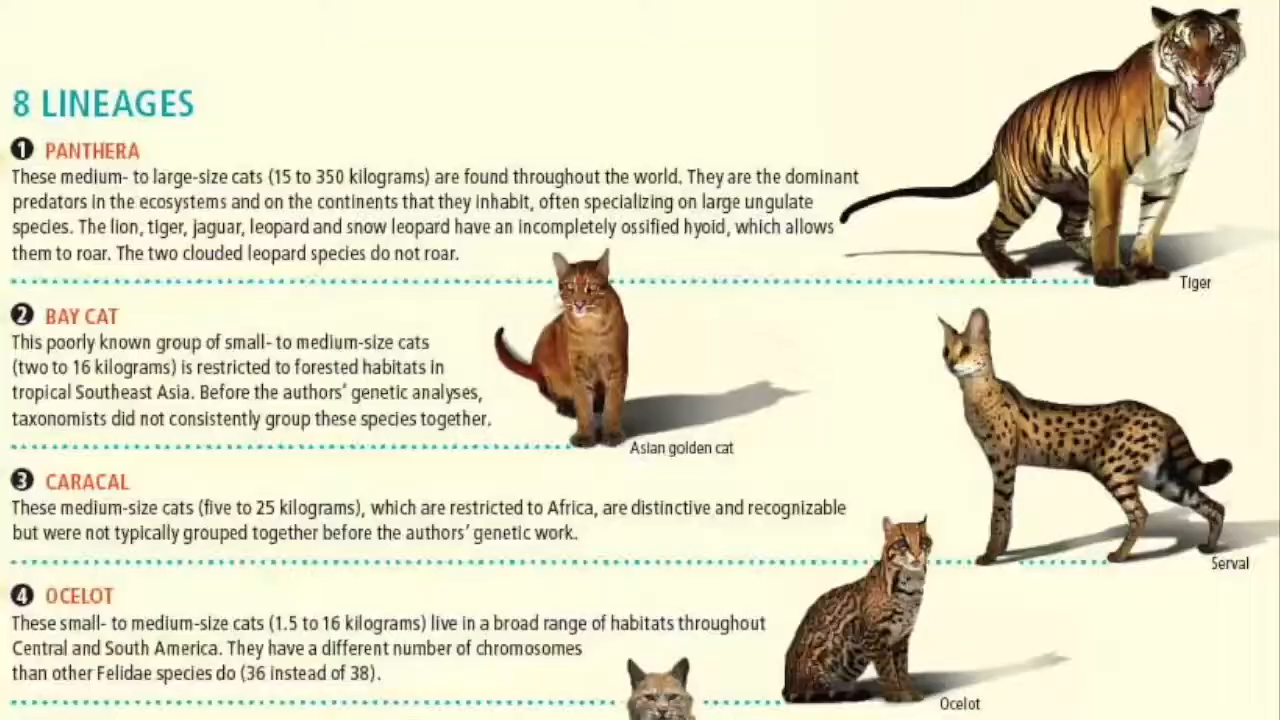 8 LINEAGES
1 PANTHERA
These medium- to large-size cats (15 to 350 kilograms) are found throughout the world. They are the dominant
predators in the ecosystems and on the continents that they inhabit, often specializing on large ungulate
species. The lion, tiger, jaguar, leopard and snow leopard have an incompletely ossified hyoid, which allows
them to roar. The two clouded leopard species do not roar.
Tiger
2 BAY CAT
This poorly known group of small- to medium-size cats
(two to 16 kilograms) is restricted to forested habitats in
tropical Southeast Asia. Before the authors' genetic analyses,
taxonomists did not consistently group these species together.
Asian golden cat
3 CARACAL
These medium-size cats (five to 25 kilograms), which are restricted to Africa, are distinctive and recognizable
but were not typically grouped together before the authors' genetic work.
Serval
4 OCELOT
These small- to medium-size cats (1.5 to 16 kilograms) live in a broad range of habitats throughout
Central and South America. They have a different number of chromosomes
than other Felidae species do (36 instead of 38).
Ocelot